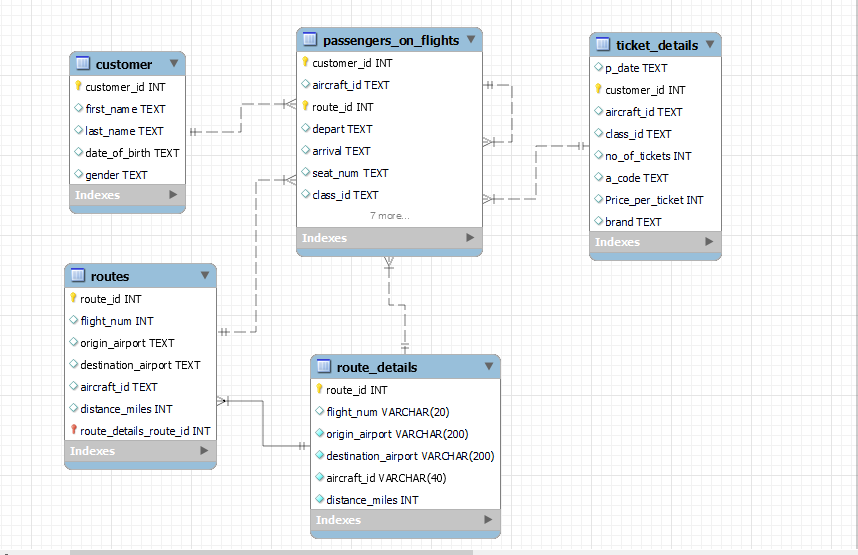 customer
customer_id INT
first_name TEXT
last_name TEXT
date_of_birth TEXT
gender TEXT
Indexes
passengers_on_flights
customer_id INT
aircraft_id TEXT
route_id INT
depart TEXT
arrival TEXT
seat_num TEXT
class_id TEXT
7 more...
Indexes
ticket_details
p_date TEXT
customer_id INT
aircraft_id TEXT
class_id TEXT
no_of_tickets INT
a_code TEXT
Price_per_ticket INT
brand TEXT
Indexes
routes
route_id INT
flight_num INT
origin_airport TEXT
destination_airport TEXT
aircraft_id TEXT
distance_miles INT
route_details_route_id INT
Indexes
route_details
route_id INT
flight_num VARCHAR(20)
origin_airport VARCHAR(200)
destination_airport VARCHAR(200)
aircraft_id VARCHAR(40)
distance_miles INT
Indexes